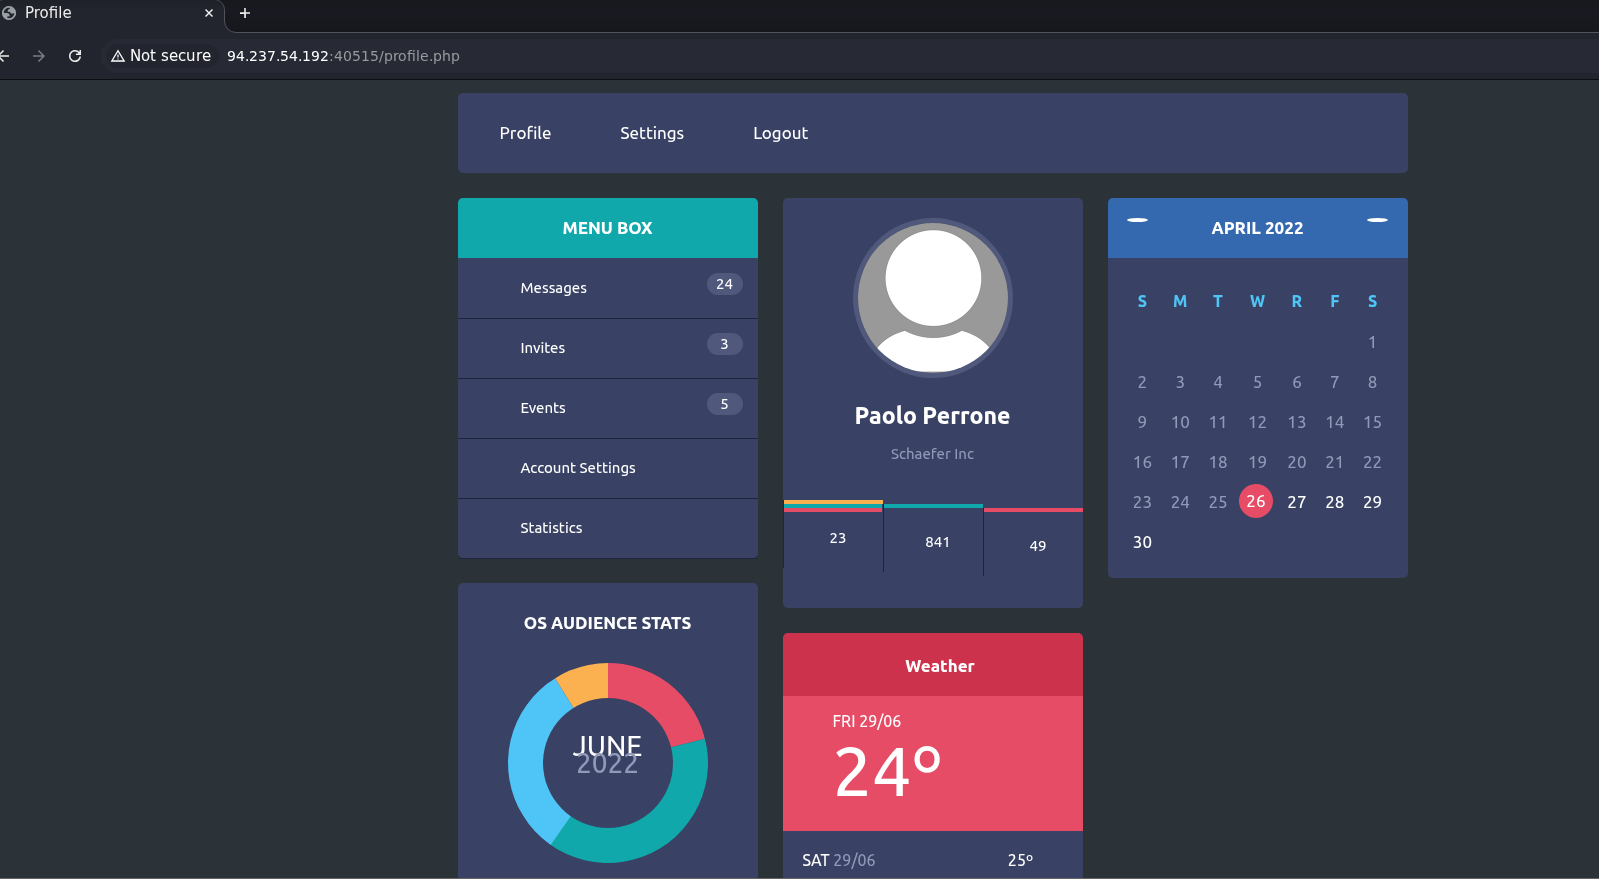 Profile
Not secure 94.237.54.192:40515/profile.php
Profile Settings Logout
MENU BOX
Messages 24
Invites 3
Events 5
Account Settings
Statistics
OS AUDIENCE STATS
JUNE
2022
Paolo Perrone
Schaefer Inc
23 841 49
Weather
FRI 29/06
24º
SAT 29/06 25º
APRIL 2022
S M T W R F S
1
2 3 4 5 6 7 8
9 10 11 12 13 14 15
16 17 18 19 20 21 22
23 24 25 26 27 28 29
30